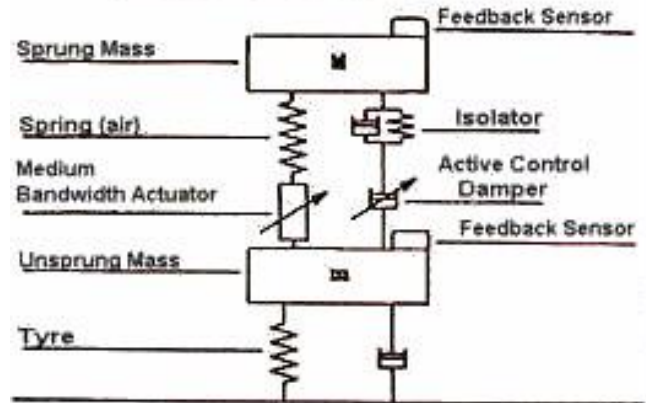 Feedback Sensor
Sprung Mass
M
Spring (air)
Isolator
Medium
Bandwidth Actuator
Active Control
Damper
Feedback Sensor
Unsprung Mass
m
Tyre